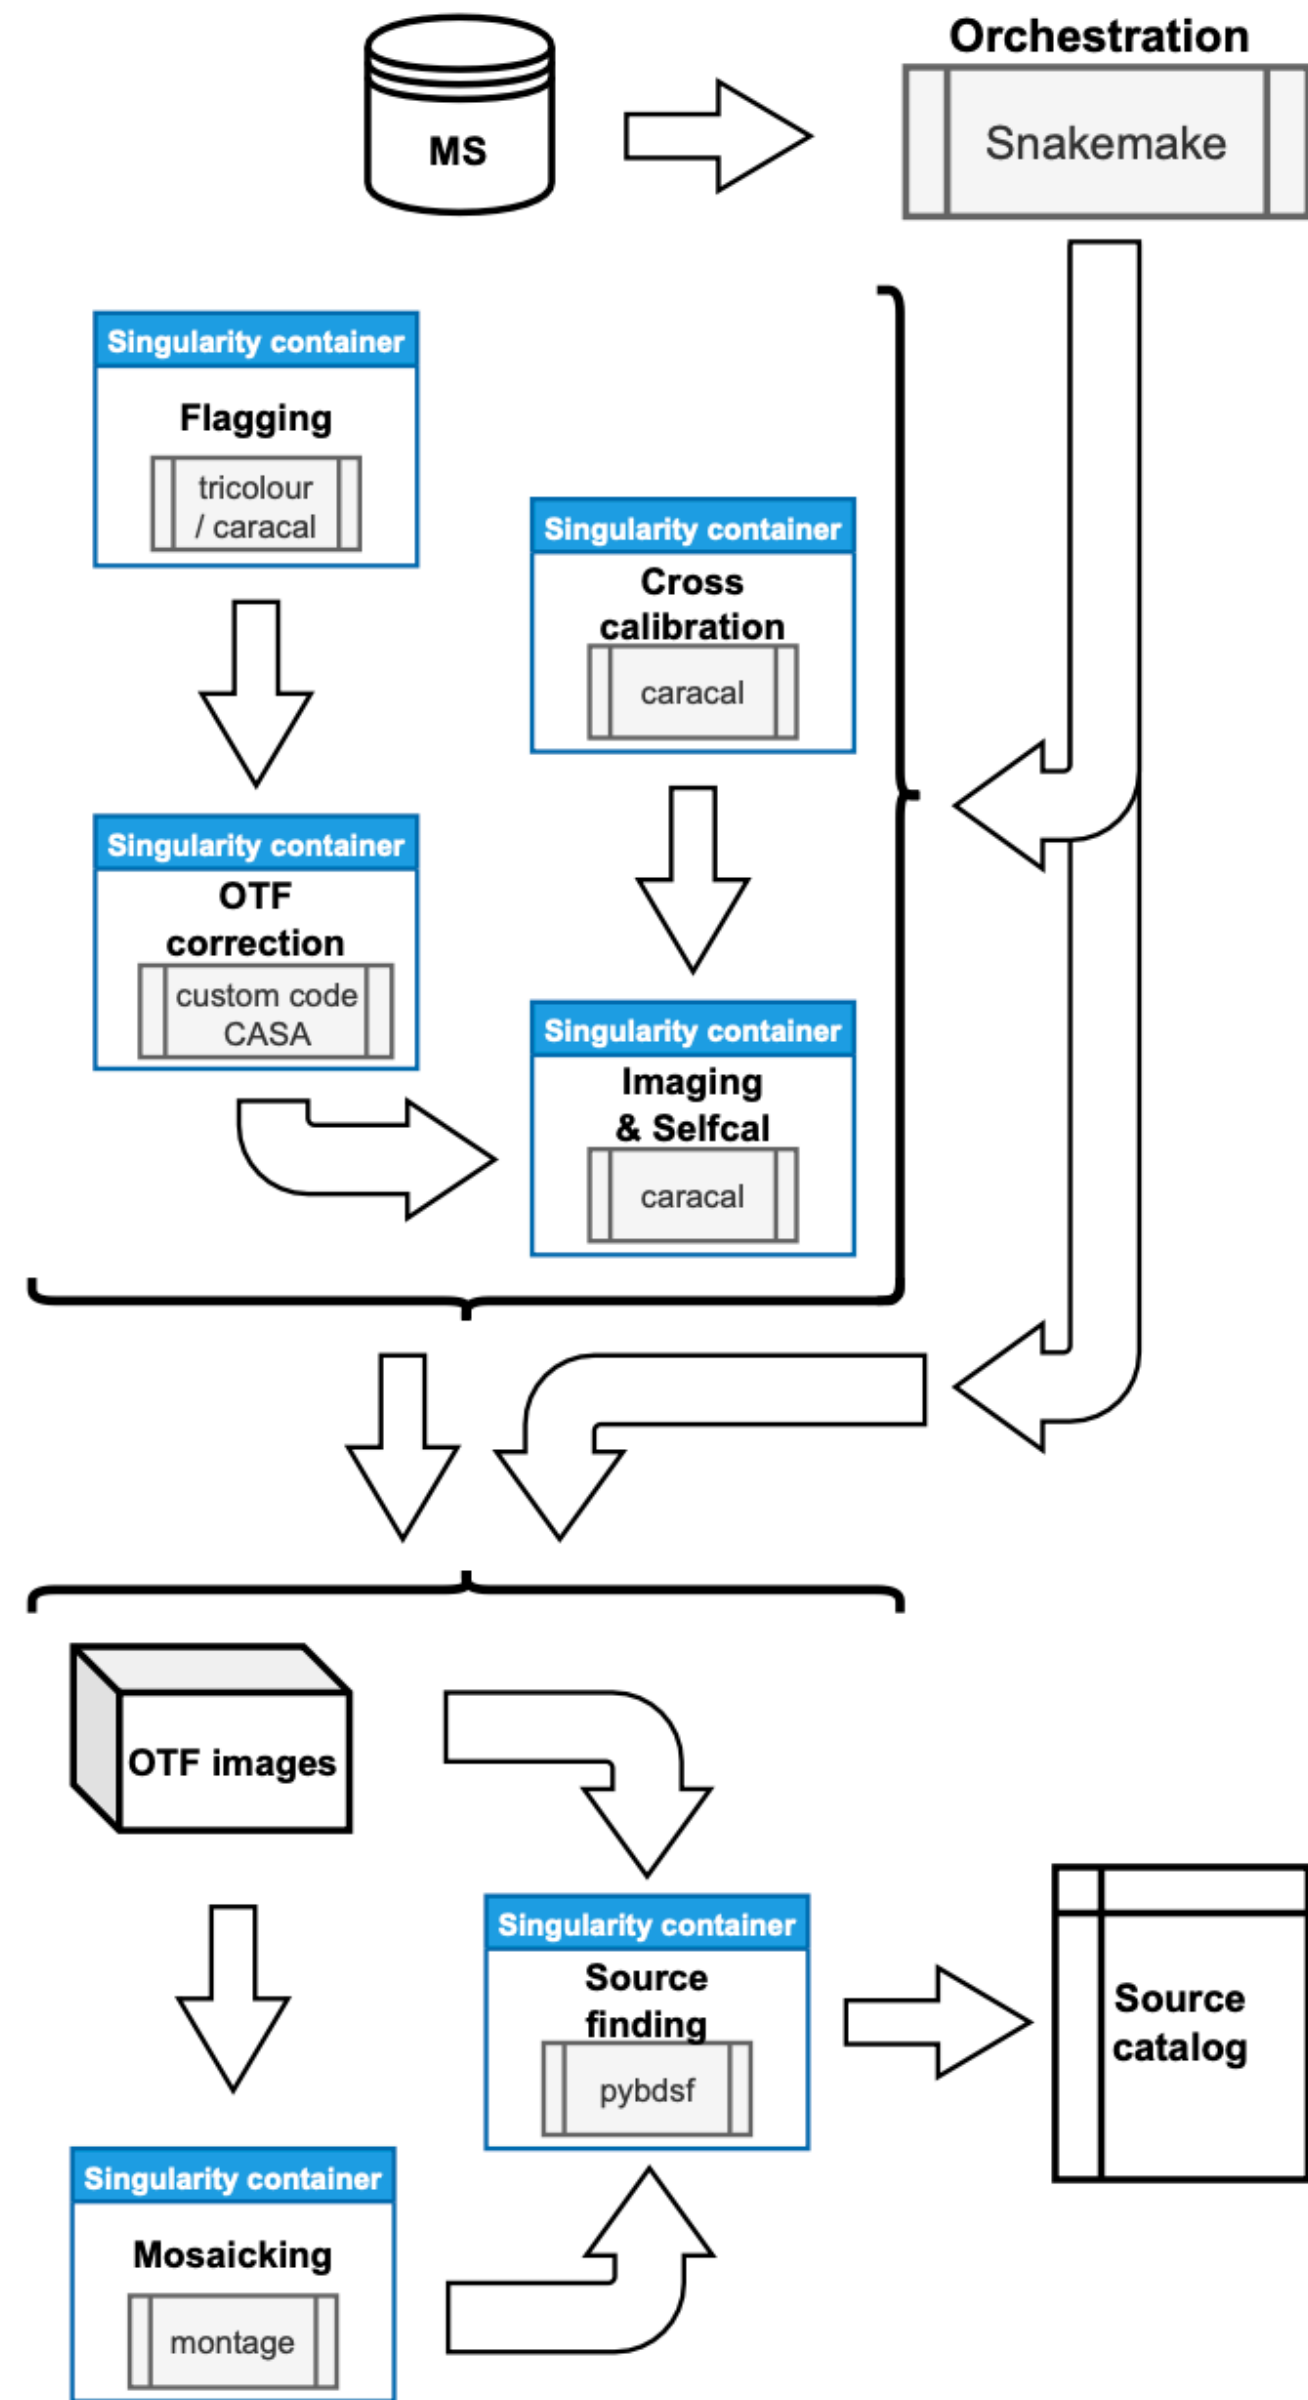 Orchestration
MS
Snakemake
Singularity container
Flagging
tricolour
/ caracal
Singularity container
Cross
calibration
caracal
Singularity container
OTF
correction
custom code
CASA
Singularity container
Imaging
& Selfcal
caracal
OTF images
Singularity container
Source
finding
pybdsf
Source
catalog
Singularity container
Mosaicking
montage